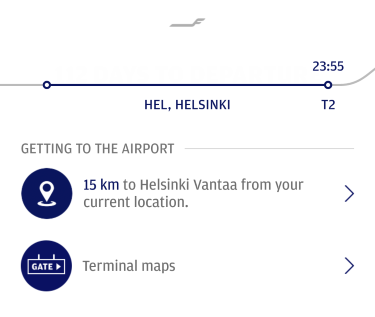 23:55
HEL, HELSINKI T2
GETTING TO THE AIRPORT
15 km to Helsinki Vantaa from your
current location.
GATE
Terminal maps